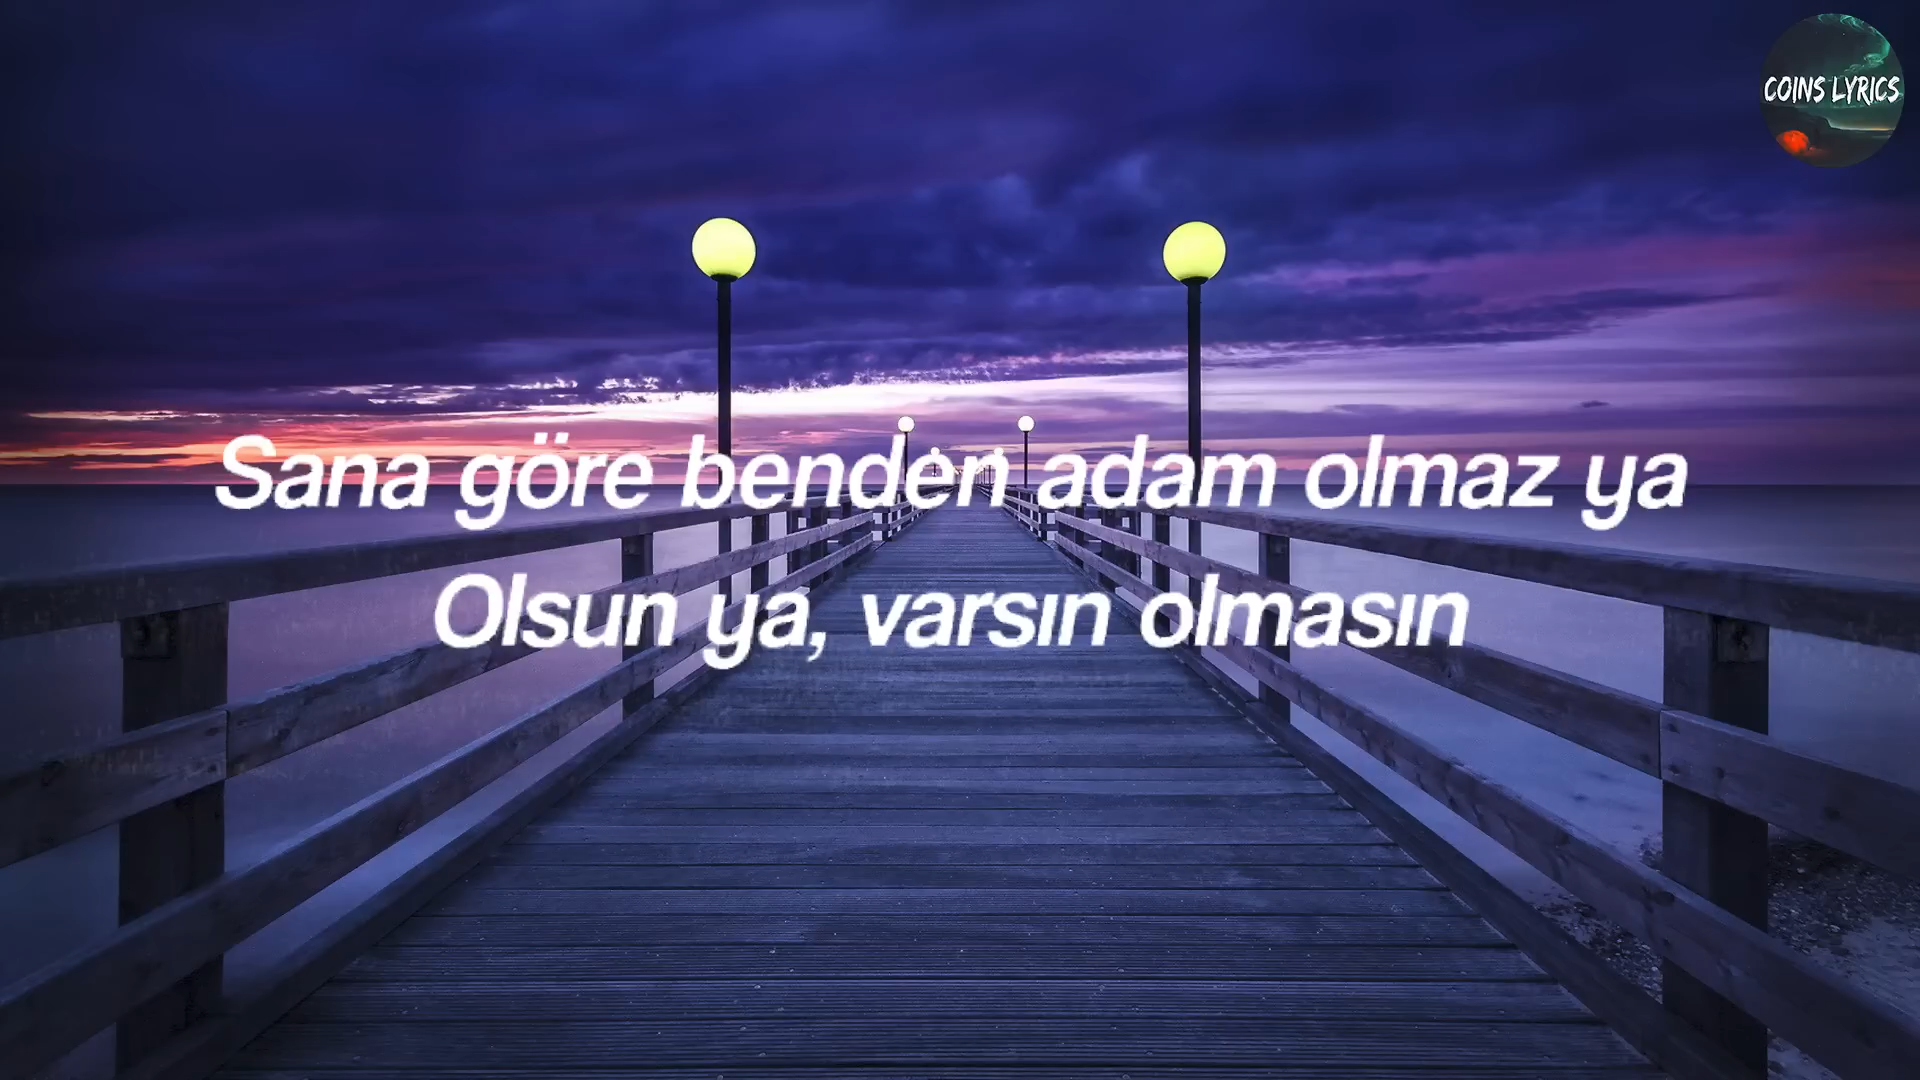 COINS LYRICS
Sana göre benden adam olmaz ya
Olsun ya, varsın olmasın